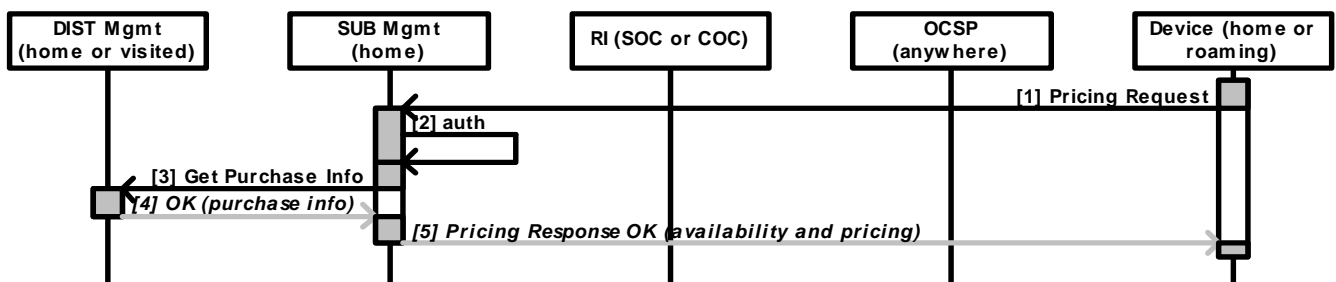 DIST Mgmt
(home or visited)
SUB Mgmt
(home)
RI (SOC or COC)
OCSP
(anywhere)
Device (home or
roaming)
[1] Pricing Request
[2] auth
[3] Get Purchase Info
[4] OK (purchase info)
[5] Pricing Response OK (availability and pricing)